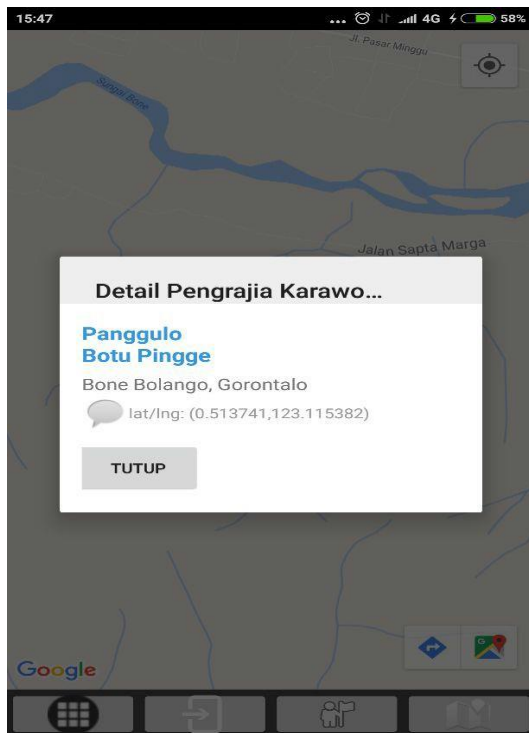 15:47
... 4G 58%
Jl. Pasar Minggu
Sungai Bone
Jalan Sapta Marga
Detail Pengrajia Karawo...
Panggulo
Botu Pingge
Bone Bolango, Gorontalo
lat/lng: (0.513741,123.115382)
TUTUP
Google